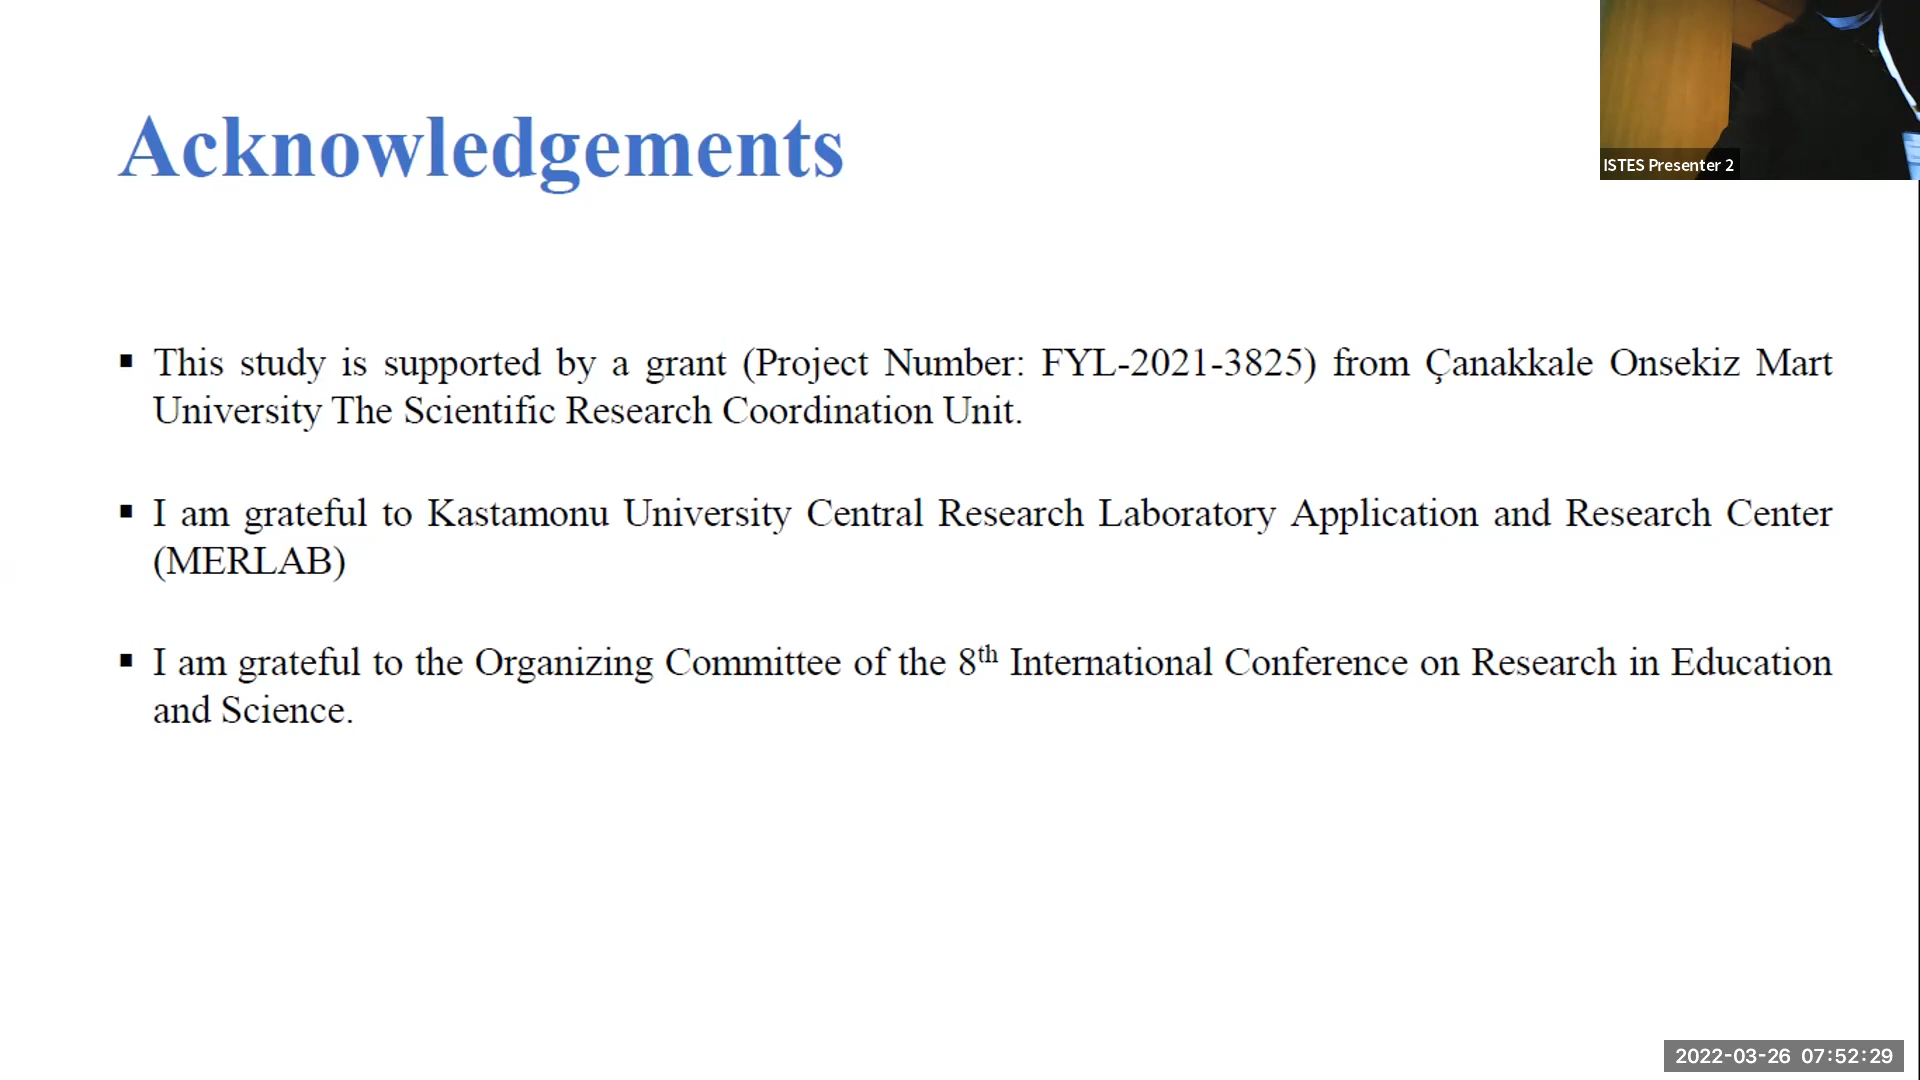 ISTES Presenter 2
Acknowledgements
▪ This study is supported by a grant (Project Number: FYL-2021-3825) from Çanakkale Onsekiz Mart
University The Scientific Research Coordination Unit.
▪ I am grateful to Kastamonu University Central Research Laboratory Application and Research Center
(MERLAB)
▪ I am grateful to the Organizing Committee of the 8th International Conference on Research in Education
and Science.
2022-03-26 07:52:29